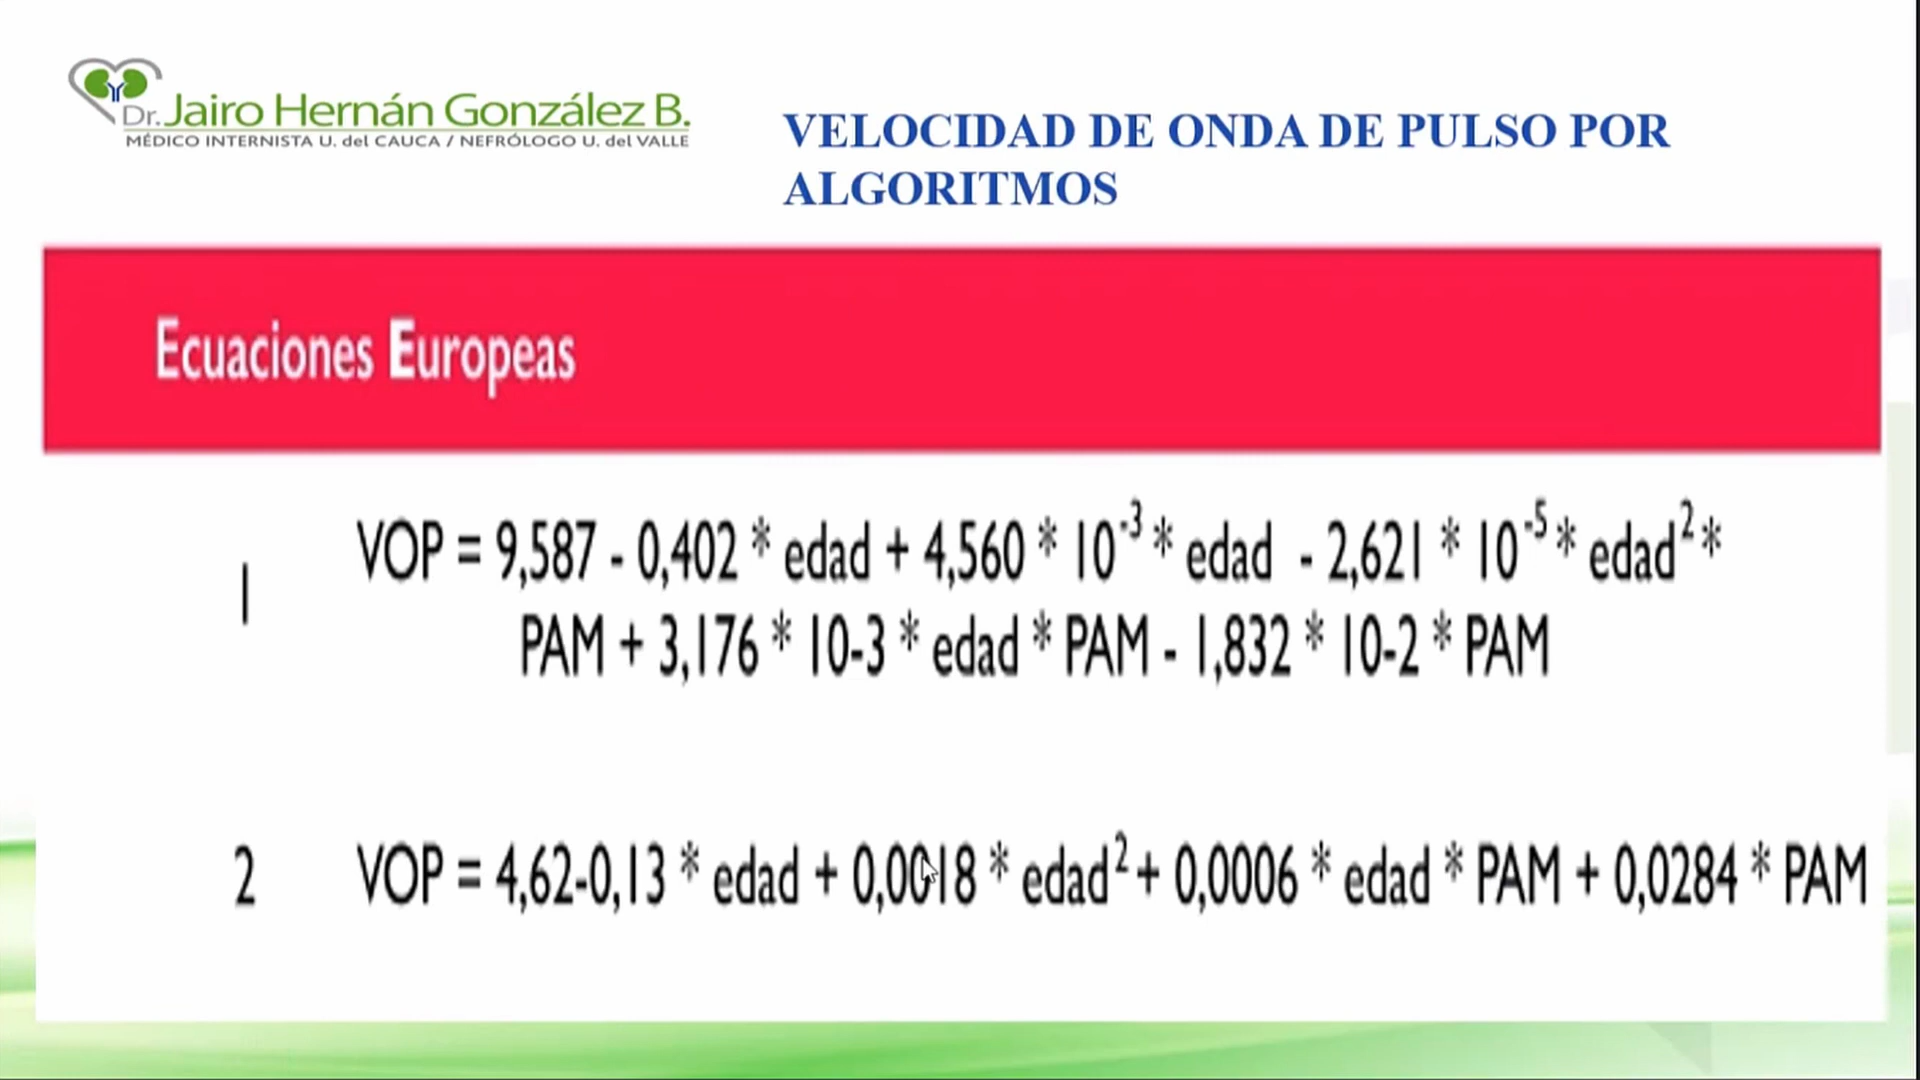 Dr. Jairo Hernán González B.
MÉDICO INTERNISTA U. del CAUCA / NEFRÓLOGO U. del VALLE
VELOCIDAD DE ONDA DE PULSO POR
ALGORITMOS
Ecuaciones Europeas
1
VOP = 9,587 - 0,402 * edad + 4,560 * 10⁻³ * edad - 2,621 * 10⁻⁵ * edad² *
PAM + 3,176 * 10-3 * edad * PAM - 1,832 * 10-2 * PAM
2
VOP = 4,62-0,13 * edad + 0,0018 * edad² + 0,0006 * edad * PAM + 0,0284 * PAM